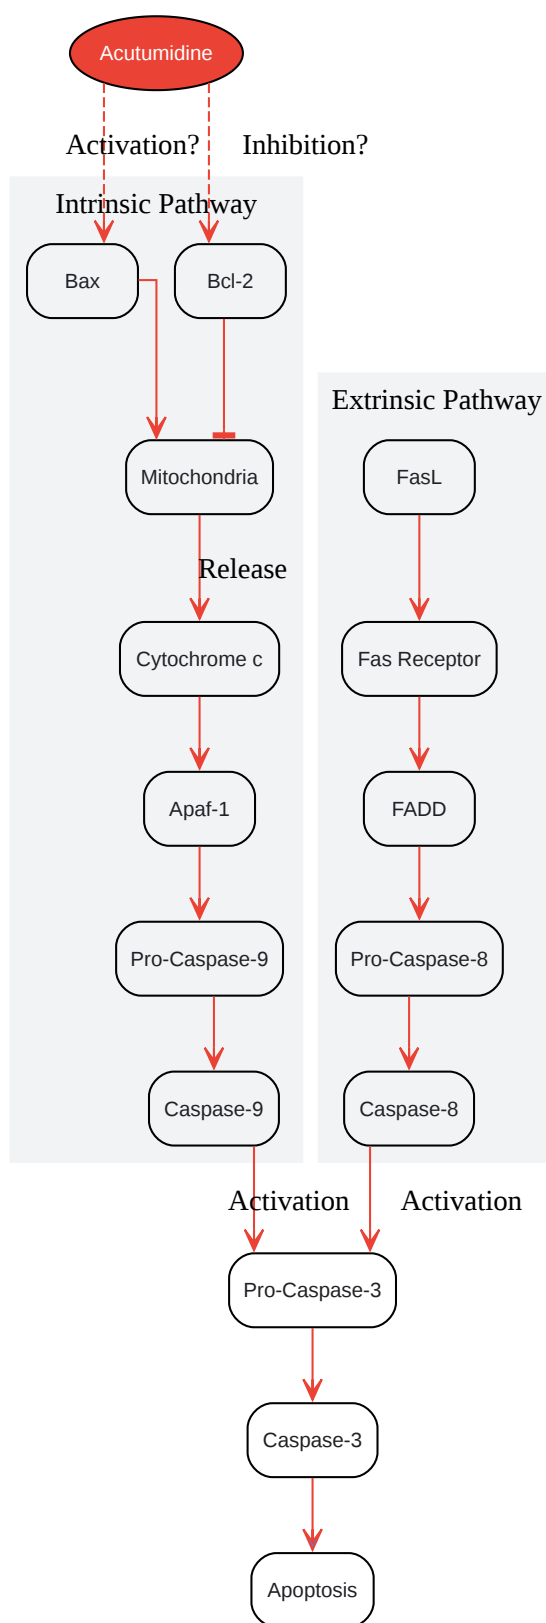 Acutumidine
Activation?
Inhibition?
Intrinsic Pathway
Bax
Bcl-2
Extrinsic Pathway
Mitochondria
FasL
Release
Cytochrome c
Fas Receptor
Apaf-1
FADD
Pro-Caspase-9
Pro-Caspase-8
Caspase-9
Caspase-8
Activation
Activation
Pro-Caspase-3
Caspase-3
Apoptosis